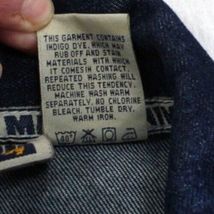 THIS GARMENT CONTAINS
INDIGO DYE, WHICH MAY
RUB OFF AND STAIN
MATERIALS WITH WHICH
IT COMES IN CONTACT.
REPEATED WASHING WILL
REDUCE THIS TENDENCY.
MACHINE WASH WARM
SEPARATELY. NO CHLORINE
BLEACH. TUMBLE DRY.
WARM IRON.
40°
M